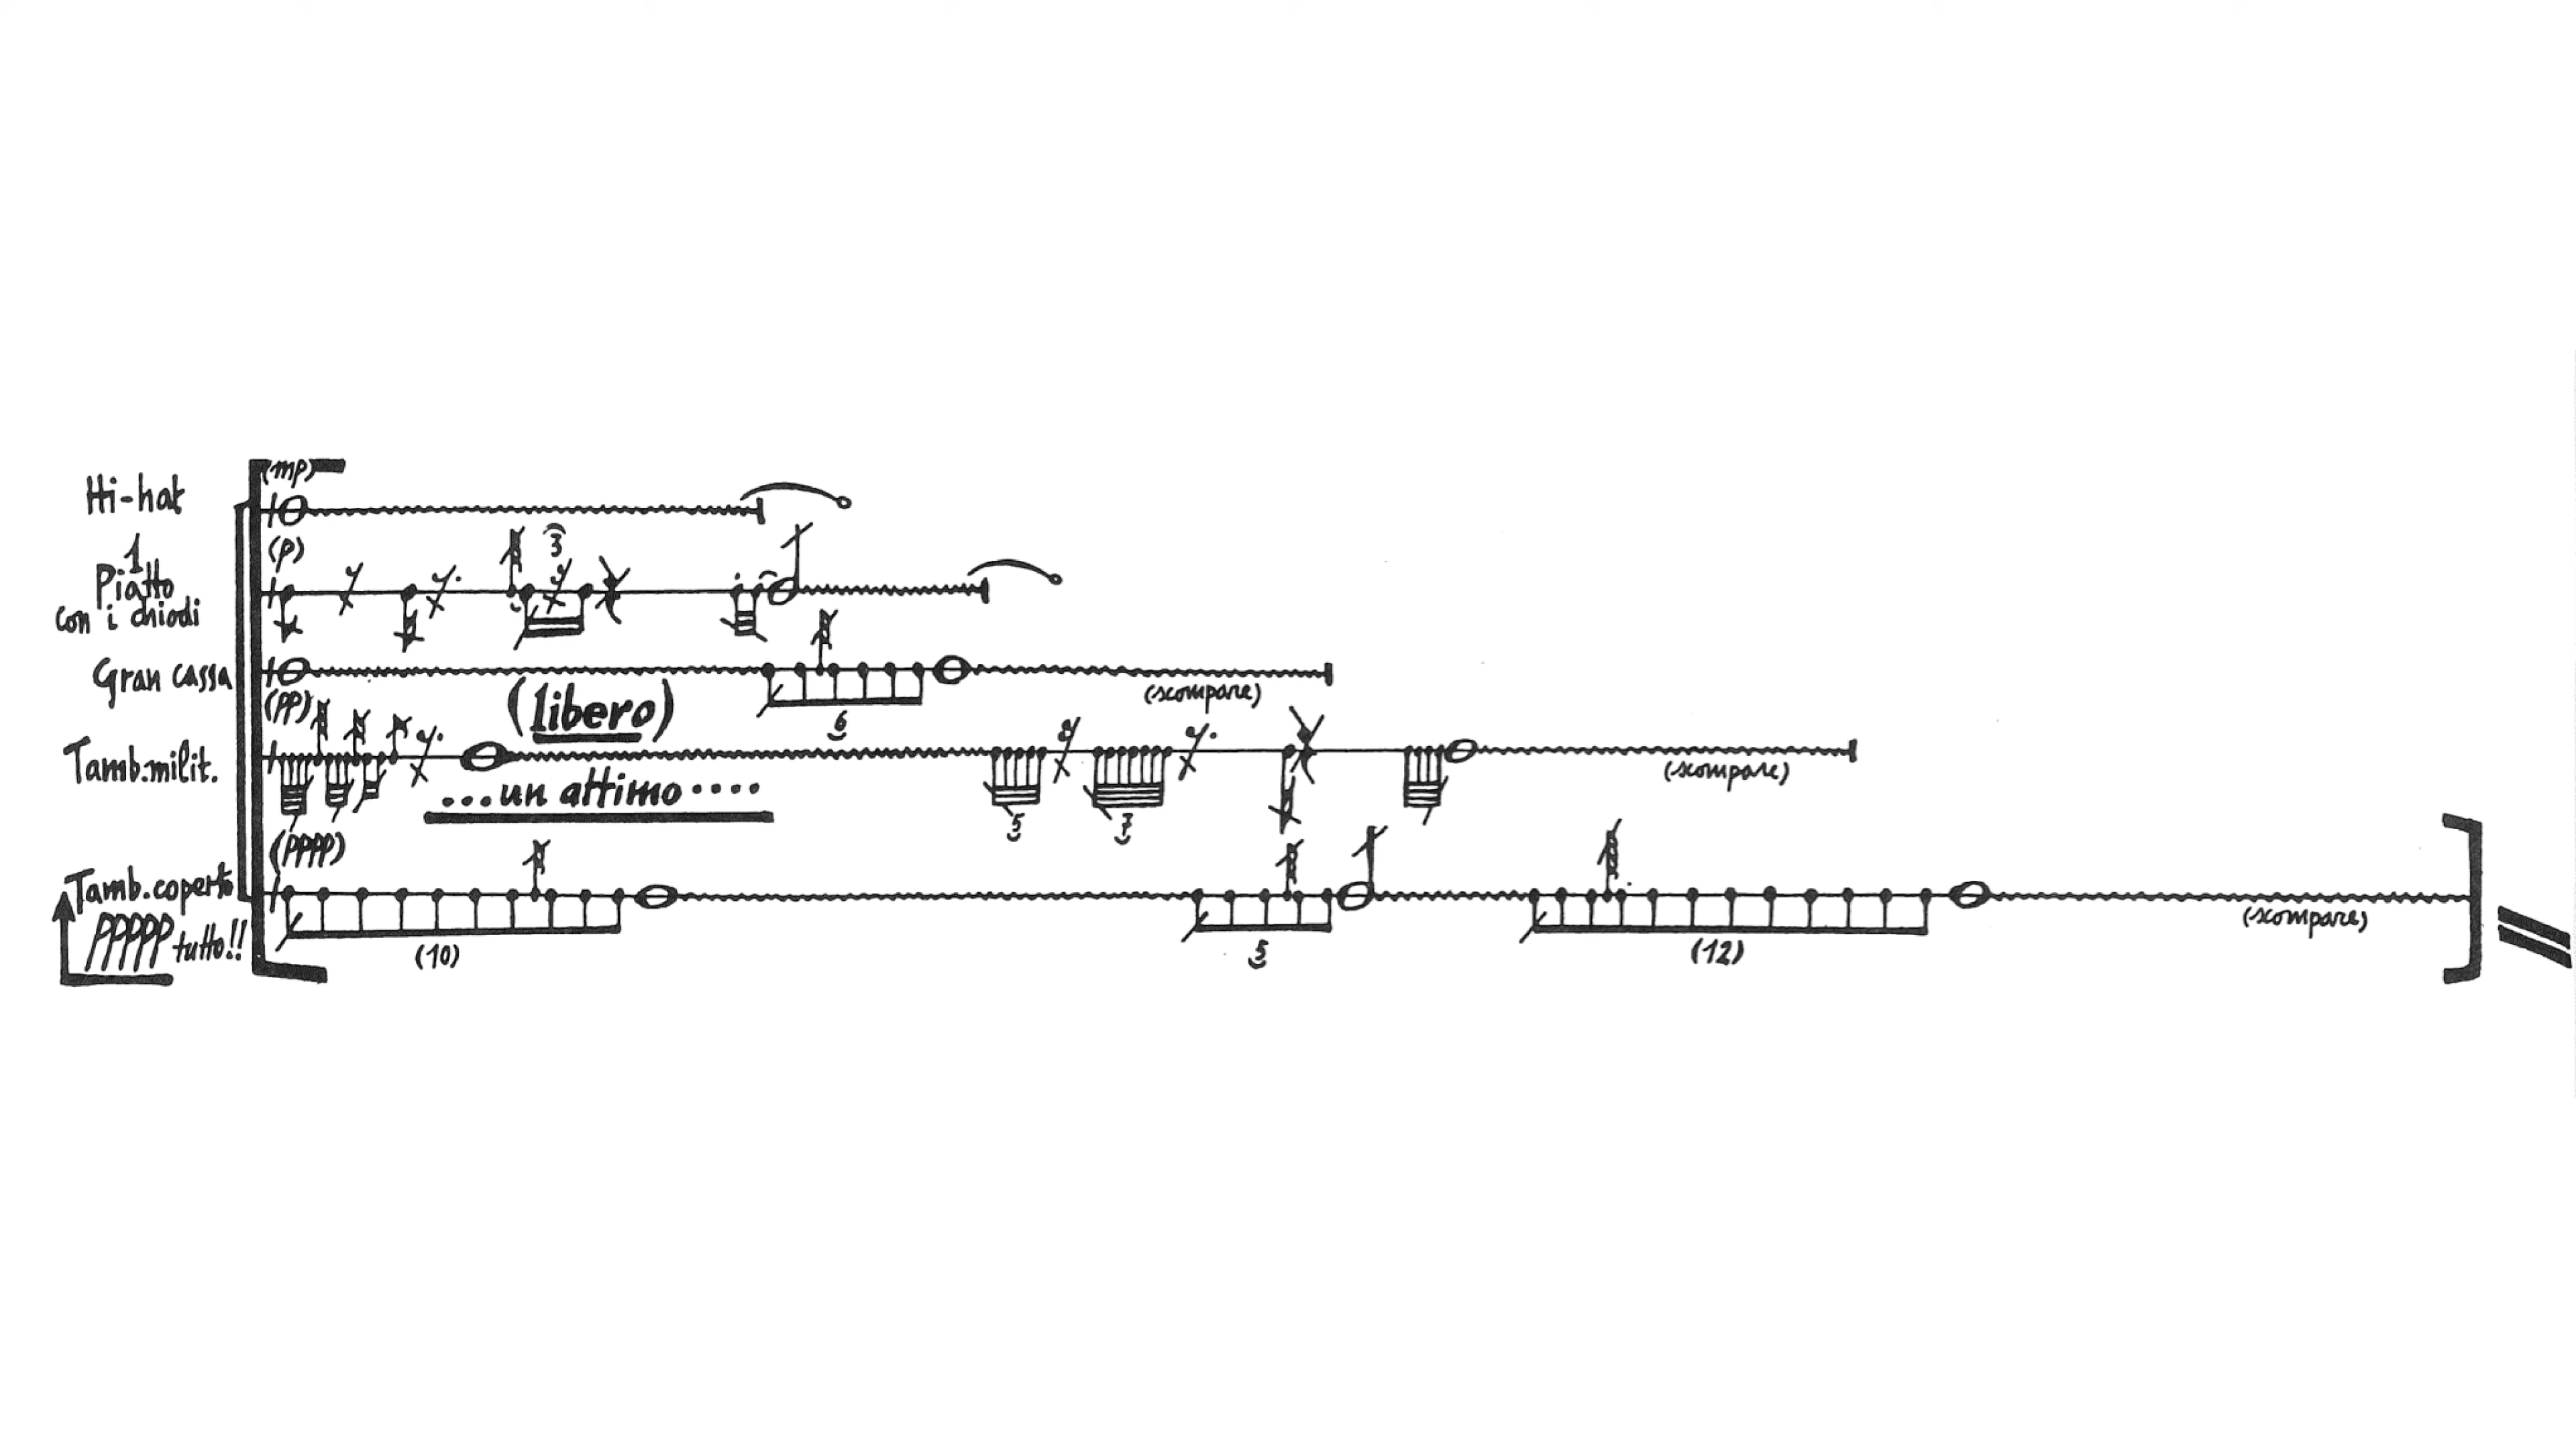 (mp)
Hi-hat
(p)
3
1
Piatto
con i chiodi
Gran cassa
(scompare)
(pp)
(libero)
6
Tamb.milit.
(scompare)
...un attimo....
5
7
(pppp)
Tamb.coperto
(scompare)
ppppp tutto!!
(10)
5
(12)